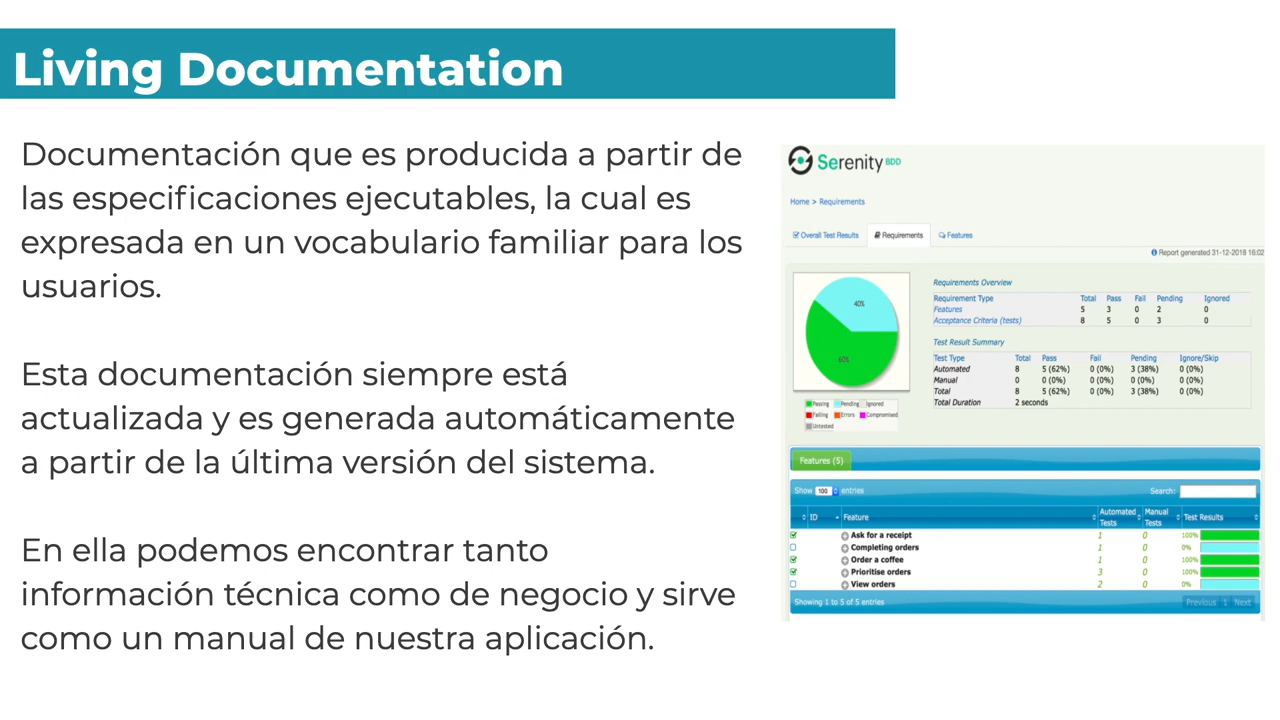 Living Documentation
Documentación que es producida a partir de
las especificaciones ejecutables, la cual es
expresada en un vocabulario familiar para los
usuarios.
Esta documentación siempre está
actualizada y es generada automáticamente
a partir de la última versión del sistema.
En ella podemos encontrar tanto
información técnica como de negocio y sirve
como un manual de nuestra aplicación.
Serenity BDD
Home > Requirements
Overall Test Results Requirements Features
Report generated 31-12-2018 16:02
40%
60%
Passing Pending Ignored
Failing Errors Compromised
Untested
Requirements Overview
Requirement Type Total Pass Fail Pending Ignored
Features 5 3 0 2 0
Acceptance Criteria (tests) 8 5 0 3 0
Test Result Summary
Test Type Total Pass Fail Pending Ignore/Skip
Automated 8 5 (62%) 0 (0%) 3 (38%) 0 (0%)
Manual 0 0 (0%) 0 (0%) 0 (0%) 0 (0%)
Total 8 5 (62%) 0 (0%) 3 (38%) 0 (0%)
Total Duration 2 seconds
Features (5)
Show 100 entries Search:
ID Feature Automated Tests Manual Tests Test Results
Ask for a receipt 1 0 100%
Completing orders 1 0 0%
Order a coffee 1 0 100%
Prioritise orders 3 0 100%
View orders 2 0 0%
Showing 1 to 5 of 5 entries Previous 1 Next